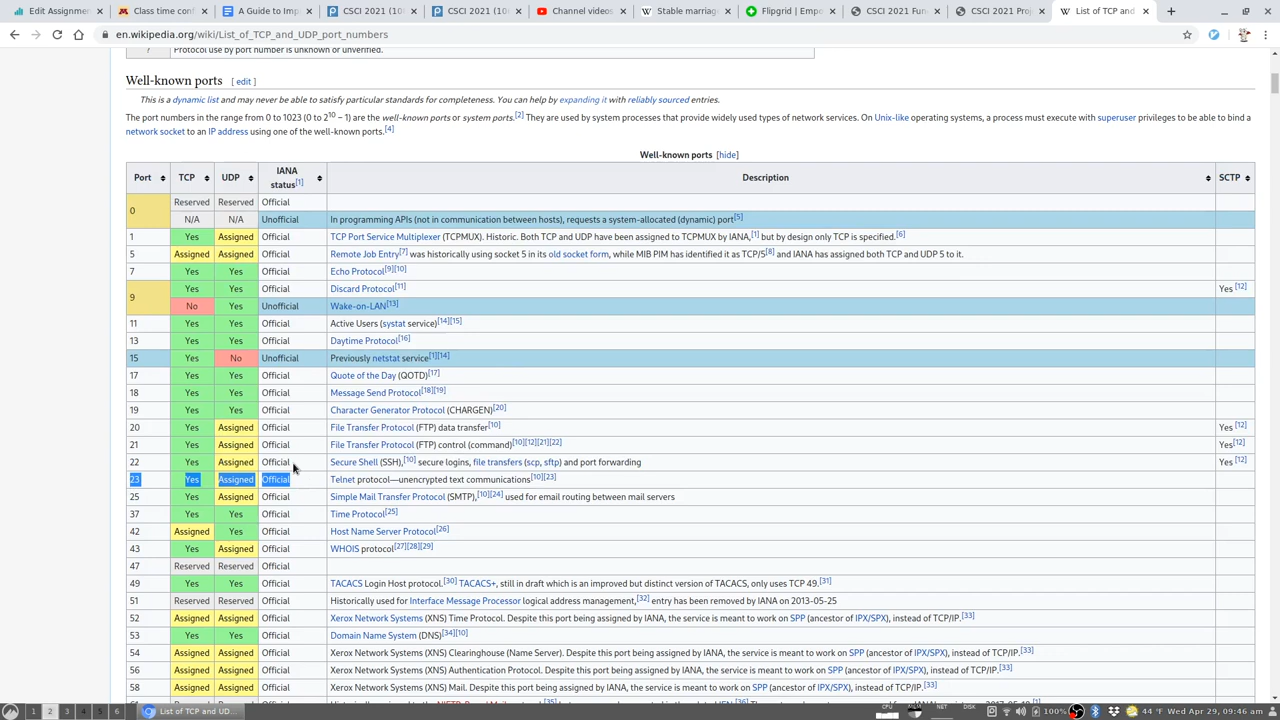 Edit Assignme
Class time conf
A Guide to Imp
CSCI 2021 (10
CSCI 2021 (10
Channel videos
Stable marriag
Flipgrid | Emp
CSCI 2021 Fun
CSCI 2021 Pro
List of TCP and
en.wikipedia.org/wiki/List_of_TCP_and_UDP_port_numbers
? Protocol use by port number is unknown or unverified.
Well-known ports [ edit ]
This is a dynamic list and may never be able to satisfy particular standards for completeness. You can help by expanding it with reliably sourced entries.
The port numbers in the range from 0 to 1023 (0 to 2¹⁰ − 1) are the well-known ports or system ports.[2] They are used by system processes that provide widely used types of network services. On Unix-like operating systems, a process must execute with superuser privileges to be able to bind a
network socket to an IP address using one of the well-known ports.[4]
Well-known ports [hide]
Port TCP UDP IANA status[1] Description SCTP
0 Reserved Reserved Official
N/A N/A Unofficial In programming APIs (not in communication between hosts), requests a system-allocated (dynamic) port[5]
1 Yes Assigned Official TCP Port Service Multiplexer (TCPMUX). Historic. Both TCP and UDP have been assigned to TCPMUX by IANA,[1] but by design only TCP is specified.[6]
5 Assigned Assigned Official Remote Job Entry[7] was historically using socket 5 in its old socket form, while MIB PIM has identified it as TCP/5[8] and IANA has assigned both TCP and UDP 5 to it.
7 Yes Yes Official Echo Protocol[9][10]
9 Yes Yes Official Discard Protocol[11] Yes [12]
No Yes Unofficial Wake-on-LAN[13]
11 Yes Yes Official Active Users (systat service)[14][15]
13 Yes Yes Official Daytime Protocol[16]
15 Yes No Unofficial Previously netstat service[1][14]
17 Yes Yes Official Quote of the Day (QOTD)[17]
18 Yes Yes Official Message Send Protocol[18][19]
19 Yes Yes Official Character Generator Protocol (CHARGEN)[20]
20 Yes Assigned Official File Transfer Protocol (FTP) data transfer[10] Yes [12]
21 Yes Assigned Official File Transfer Protocol (FTP) control (command)[10][12][21][22] Yes[12]
22 Yes Assigned Official Secure Shell (SSH),[10] secure logins, file transfers (scp, sftp) and port forwarding Yes [12]
23 Yes Assigned Official Telnet protocol—unencrypted text communications[10][23]
25 Yes Assigned Official Simple Mail Transfer Protocol (SMTP),[10][24] used for email routing between mail servers
37 Yes Yes Official Time Protocol[25]
42 Assigned Yes Official Host Name Server Protocol[26]
43 Yes Assigned Official WHOIS protocol[27][28][29]
47 Reserved Reserved Official
49 Yes Yes Official TACACS Login Host protocol.[30] TACACS+, still in draft which is an improved but distinct version of TACACS, only uses TCP 49.[31]
51 Reserved Reserved Official Historically used for Interface Message Processor logical address management,[32] entry has been removed by IANA on 2013-05-25
52 Assigned Assigned Official Xerox Network Systems (XNS) Time Protocol. Despite this port being assigned by IANA, the service is meant to work on SPP (ancestor of IPX/SPX), instead of TCP/IP.[33]
53 Yes Yes Official Domain Name System (DNS)[34][10]
54 Assigned Assigned Official Xerox Network Systems (XNS) Clearinghouse (Name Server). Despite this port being assigned by IANA, the service is meant to work on SPP (ancestor of IPX/SPX), instead of TCP/IP.[33]
56 Assigned Assigned Official Xerox Network Systems (XNS) Authentication Protocol. Despite this port being assigned by IANA, the service is meant to work on SPP (ancestor of IPX/SPX), instead of TCP/IP.[33]
58 Assigned Assigned Official Xerox Network Systems (XNS) Mail. Despite this port being assigned by IANA, the service is meant to work on SPP (ancestor of IPX/SPX), instead of TCP/IP.[33]
1 2 3 4 5 6 List of TCP and UD... CPU NET DSK 100% 44 °F Wed Apr 29, 09:46 am